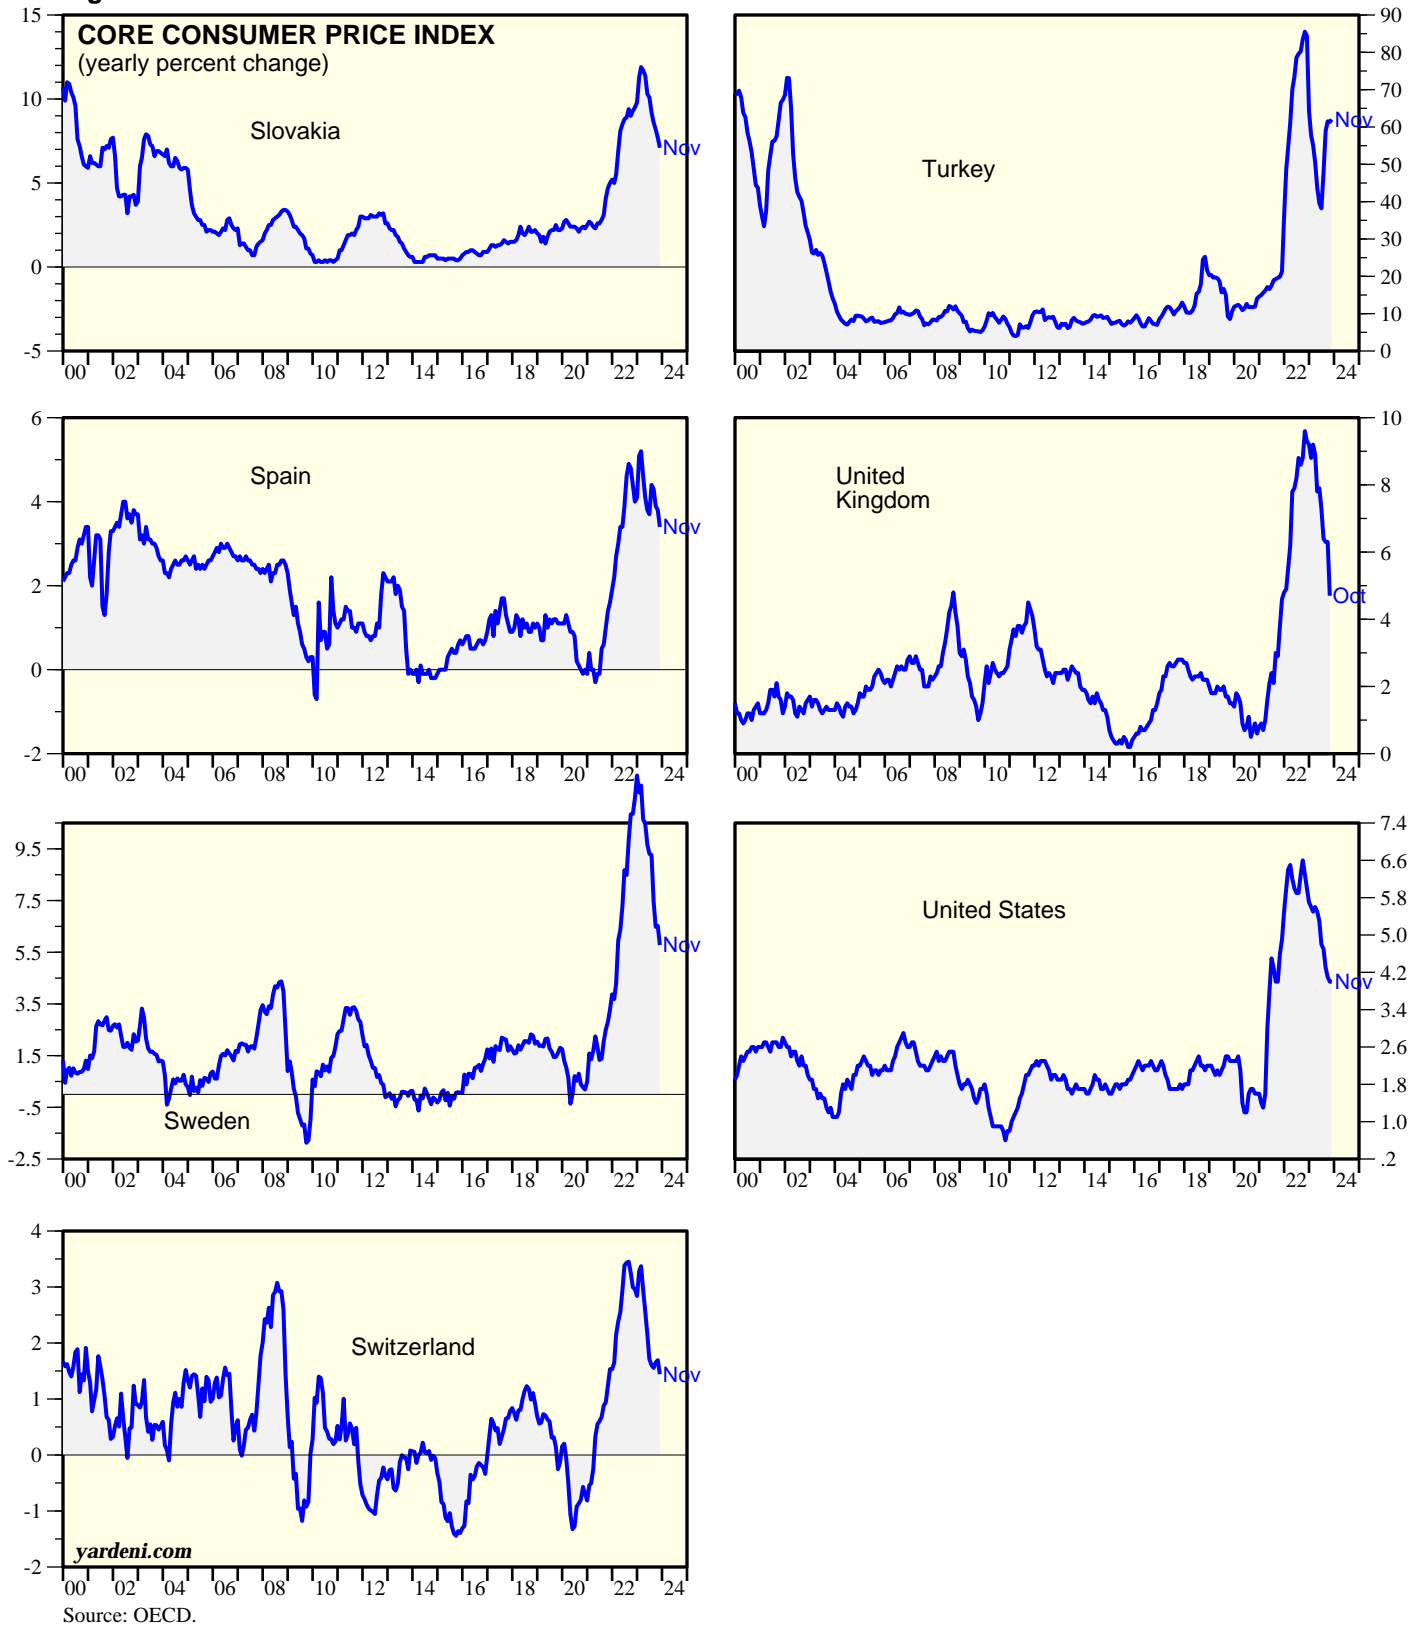 CORE CONSUMER PRICE INDEX
(yearly percent change)
15
10
5
0
-5
Slovakia
Nov
00 02 04 06 08 10 12 14 16 18 20 22 24
90
80
70
60
50
40
30
20
10
0
Turkey
Nov
00 02 04 06 08 10 12 14 16 18 20 22 24
6
4
2
0
-2
Spain
Nov
00 02 04 06 08 10 12 14 16 18 20 22 24
10
8
6
4
2
0
United
Kingdom
Oct
00 02 04 06 08 10 12 14 16 18 20 22 24
9.5
7.5
5.5
3.5
1.5
-.5
-2.5
Sweden
Nov
00 02 04 06 08 10 12 14 16 18 20 22 24
7.4
6.6
5.8
5.0
4.2
3.4
2.6
1.8
1.0
.2
United States
Nov
00 02 04 06 08 10 12 14 16 18 20 22 24
4
3
2
1
0
-1
-2
Switzerland
Nov
yardeni.com
00 02 04 06 08 10 12 14 16 18 20 22 24
Source: OECD.